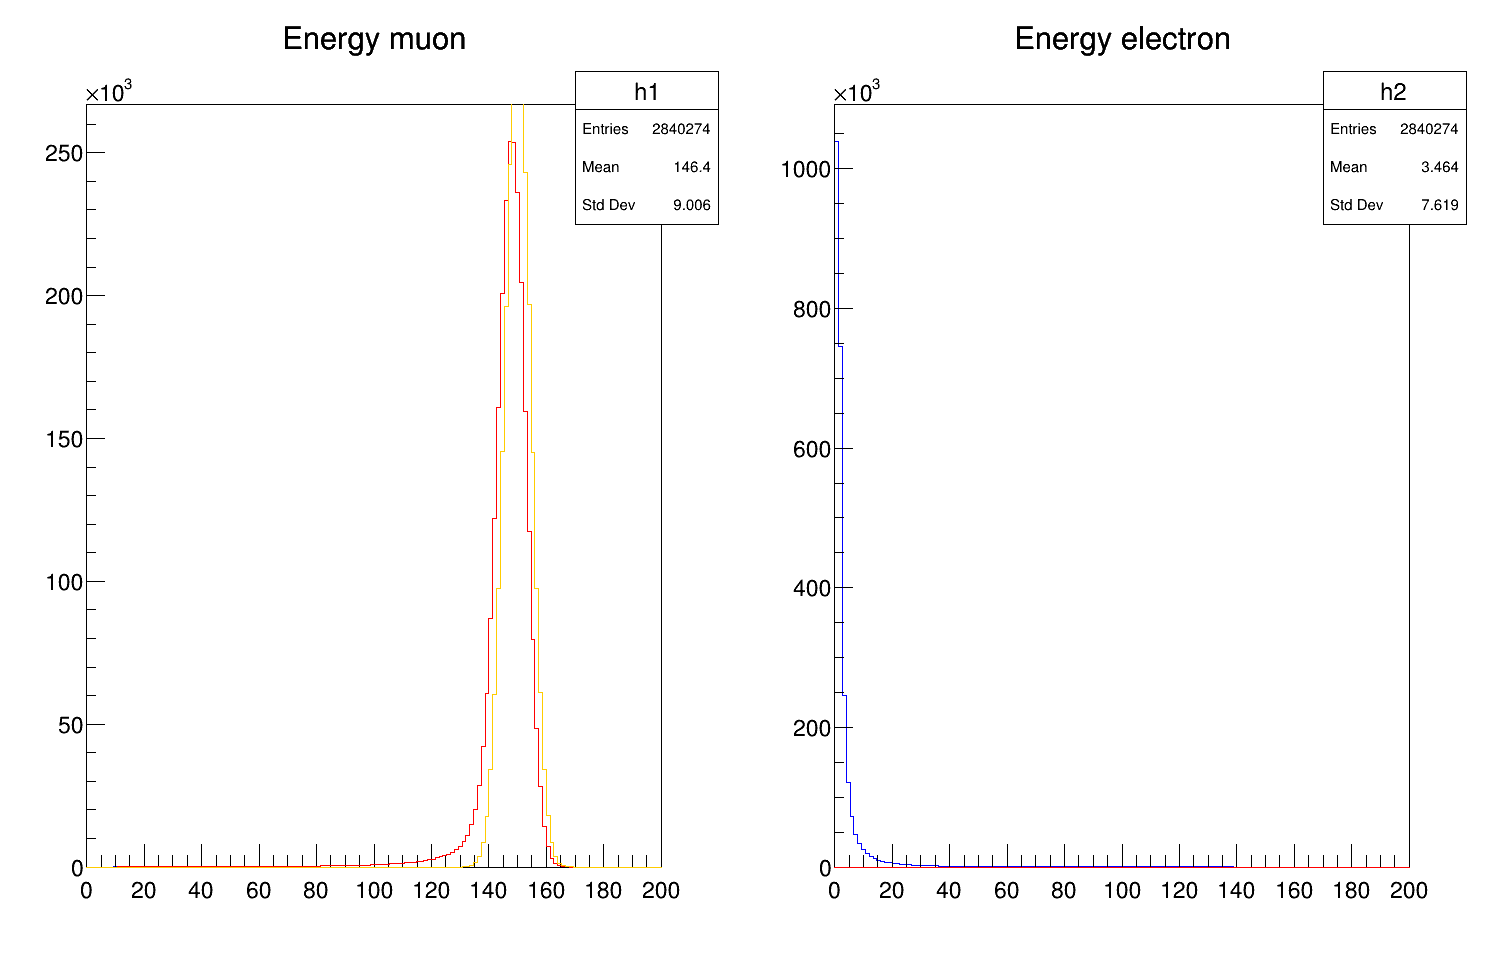 Energy muon
×10³
h1
Entries 2840274
Mean 146.4
Std Dev 9.006
250
200
150
100
50
0
0 20 40 60 80 100 120 140 160 180 200
Energy electron
×10³
h2
Entries 2840274
Mean 3.464
Std Dev 7.619
1000
800
600
400
200
0
0 20 40 60 80 100 120 140 160 180 200